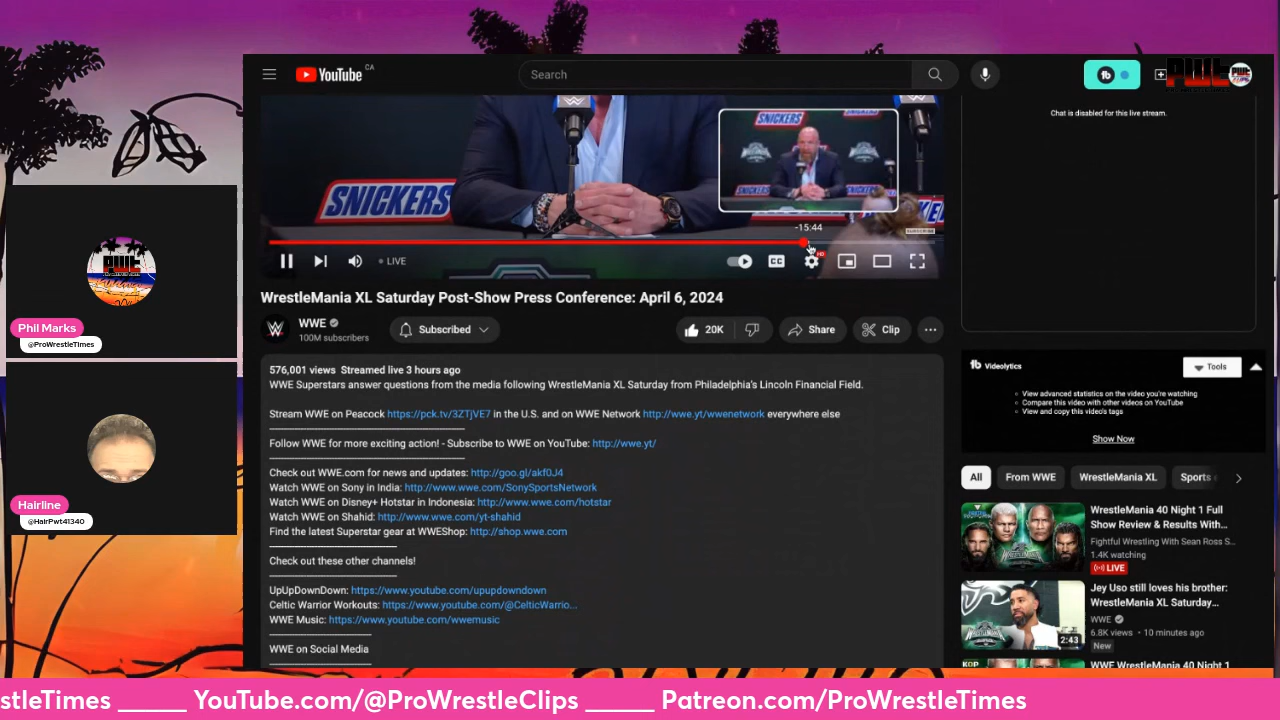 YouTube CA
Search
PWT
SNICKERS
SNICKERS
-15:44
LIVE
CC
HD
SUBSCRIBE
Chat is disabled for this live stream.
WrestleMania XL Saturday Post-Show Press Conference: April 6, 2024
WWE
100M subscribers
Subscribed
20K
Share
Clip
576,001 views Streamed live 3 hours ago
WWE Superstars answer questions from the media following WrestleMania XL Saturday from Philadelphia's Lincoln Financial Field.
Stream WWE on Peacock https://pck.tv/3ZTjVE7 in the U.S. and on WWE Network http://wwe.yt/wwenetwork everywhere else
Follow WWE for more exciting action! - Subscribe to WWE on YouTube: http://wwe.yt/
Check out WWE.com for news and updates: http://goo.gl/akf0J4
Watch WWE on Sony in India: http://www.wwe.com/SonySportsNetwork
Watch WWE on Disney+ Hotstar in Indonesia: http://www.wwe.com/hotstar
Watch WWE on Shahid: http://www.wwe.com/yt-shahid
Find the latest Superstar gear at WWEShop: http://shop.wwe.com
Check out these other channels!
UpUpDownDown: https://www.youtube.com/upupdowndown
Celtic Warrior Workouts: https://www.youtube.com/@CelticWarrio...
WWE Music: https://www.youtube.com/wwemusic
WWE on Social Media
Videolytics
Tools
View advanced statistics on the video you're watching
Compare this video with other videos on YouTube
View and copy this video's tags
Show Now
All
From WWE
WrestleMania XL
Sports
WrestleMania 40 Night 1 Full
Show Review & Results With...
Fightful Wrestling With Sean Ross S...
1.4K watching
LIVE
Jey Uso still loves his brother:
WrestleMania XL Saturday...
WWE
6.8K views • 10 minutes ago
New
2:43
WWE WrestleMania 40 Night 1
PWT
Phil Marks
@ProWrestleTimes
Hairline
@HairPwt41340
stleTimes ______ YouTube.com/@ProWrestleClips ______ Patreon.com/ProWrestleTimes